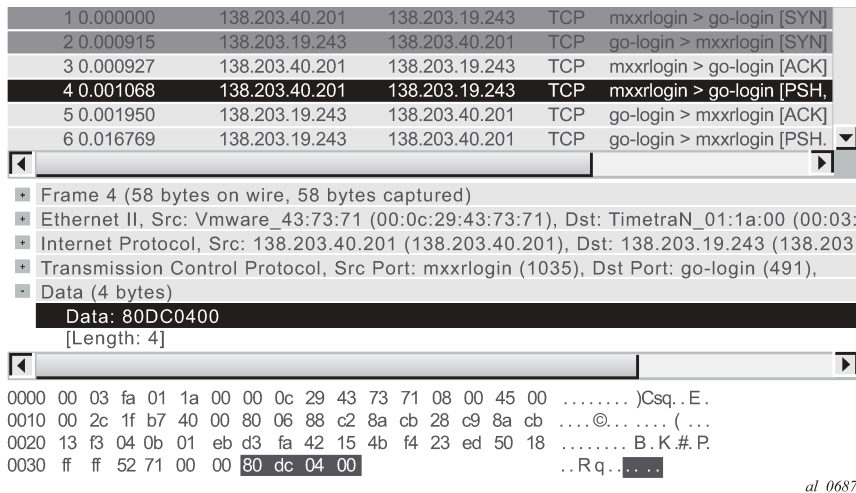 1 0.000000 138.203.40.201 138.203.19.243 TCP mxxrlogin > go-login [SYN]
2 0.000915 138.203.19.243 138.203.40.201 TCP go-login > mxxrlogin [SYN]
3 0.000927 138.203.40.201 138.203.19.243 TCP mxxrlogin > go-login [ACK]
4 0.001068 138.203.40.201 138.203.19.243 TCP mxxrlogin > go-login [PSH,
5 0.001950 138.203.19.243 138.203.40.201 TCP go-login > mxxrlogin [ACK]
6 0.016769 138.203.19.243 138.203.40.201 TCP go-login > mxxrlogin [PSH.
+ Frame 4 (58 bytes on wire, 58 bytes captured)
+ Ethernet II, Src: Vmware_43:73:71 (00:0c:29:43:73:71), Dst: TimetraN_01:1a:00 (00:03:
+ Internet Protocol, Src: 138.203.40.201 (138.203.40.201), Dst: 138.203.19.243 (138.203
+ Transmission Control Protocol, Src Port: mxxrlogin (1035), Dst Port: go-login (491),
- Data (4 bytes)
Data: 80DC0400
[Length: 4]
0000 00 03 fa 01 1a 00 00 0c 29 43 73 71 08 00 45 00 ........ )Csq..E.
0010 00 2c 1f b7 40 00 80 06 88 c2 8a cb 28 c9 8a cb ....©... .... ( ...
0020 13 f3 04 0b 01 eb d3 fa 42 15 4b f4 23 ed 50 18 ........ B.K.#.P.
0030 ff ff 52 71 00 00 80 dc 04 00 ..Rq.. ....
al_0687